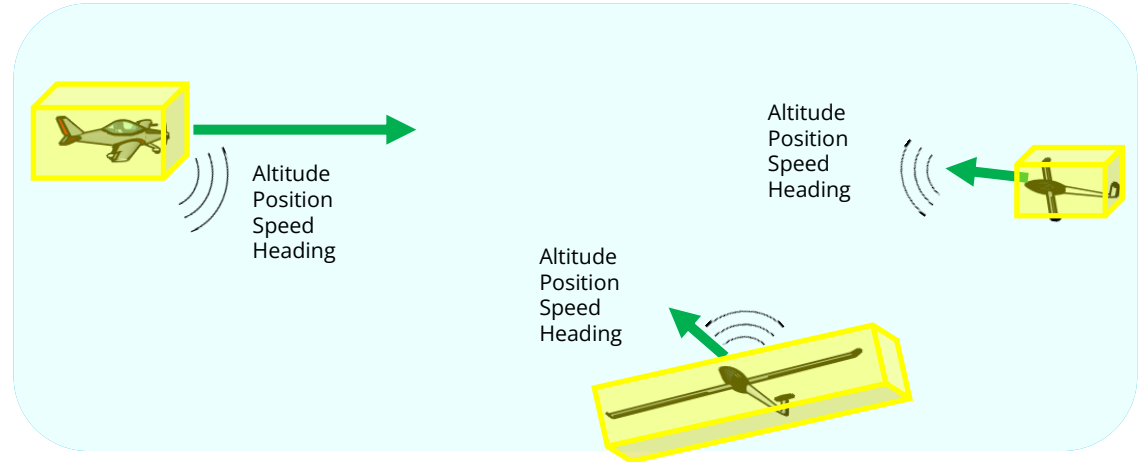 Altitude
Position
Speed
Heading
Altitude
Position
Speed
Heading
Altitude
Position
Speed
Heading